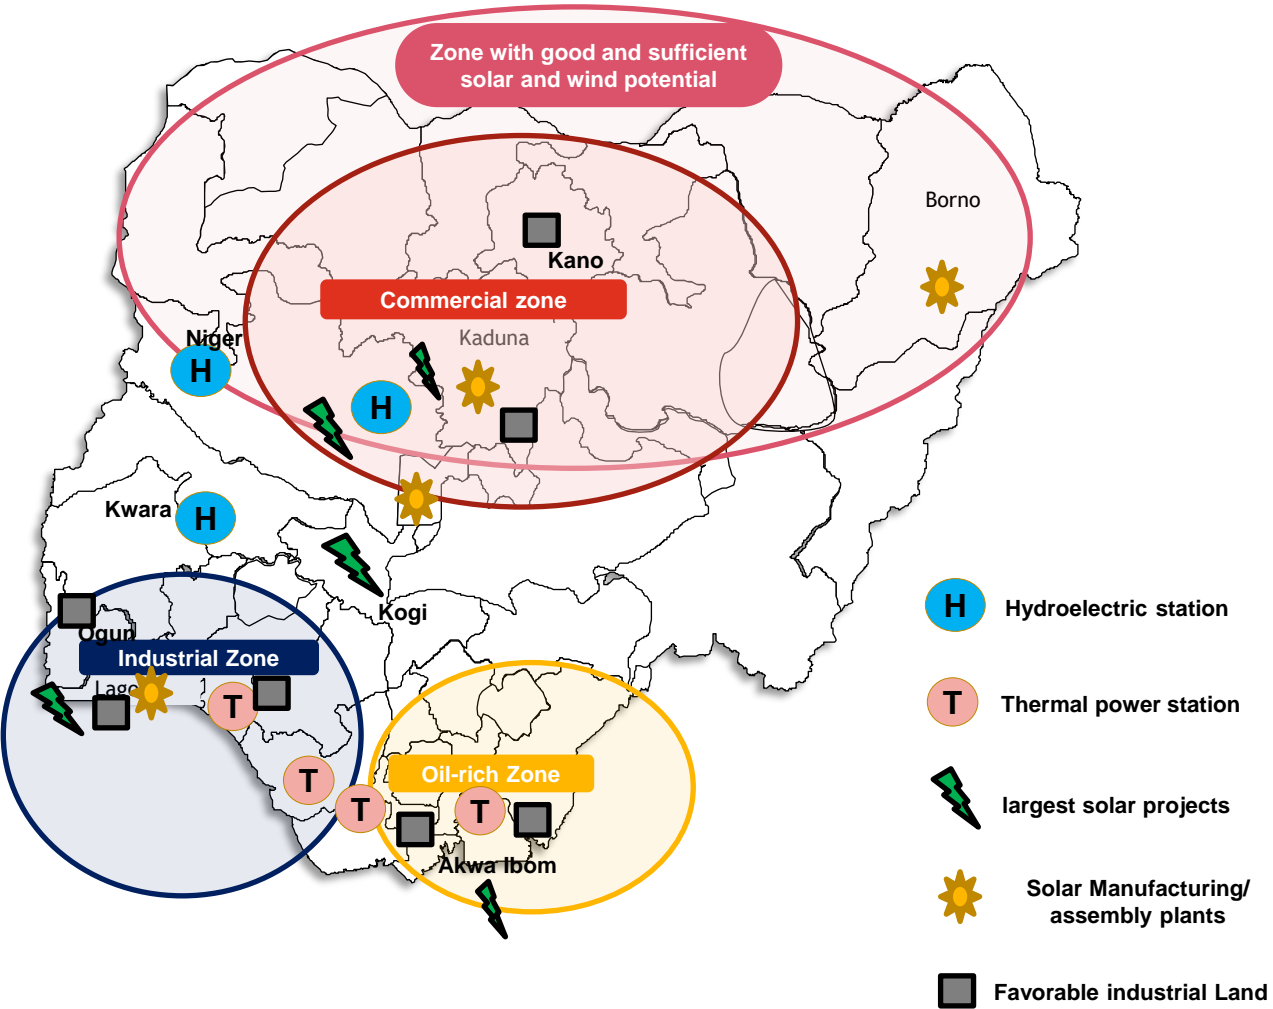 Zone with good and sufficient
solar and wind potential
Borno
Kano
Commercial zone
Niger
Kaduna
H
H
Kwara
H
Kogi
Ogun
Industrial Zone
Lago
T
T
T
Oil-rich Zone
T
Akwa Ibom
H
Hydroelectric station
T
Thermal power station
largest solar projects
Solar Manufacturing/
assembly plants
Favorable industrial Land